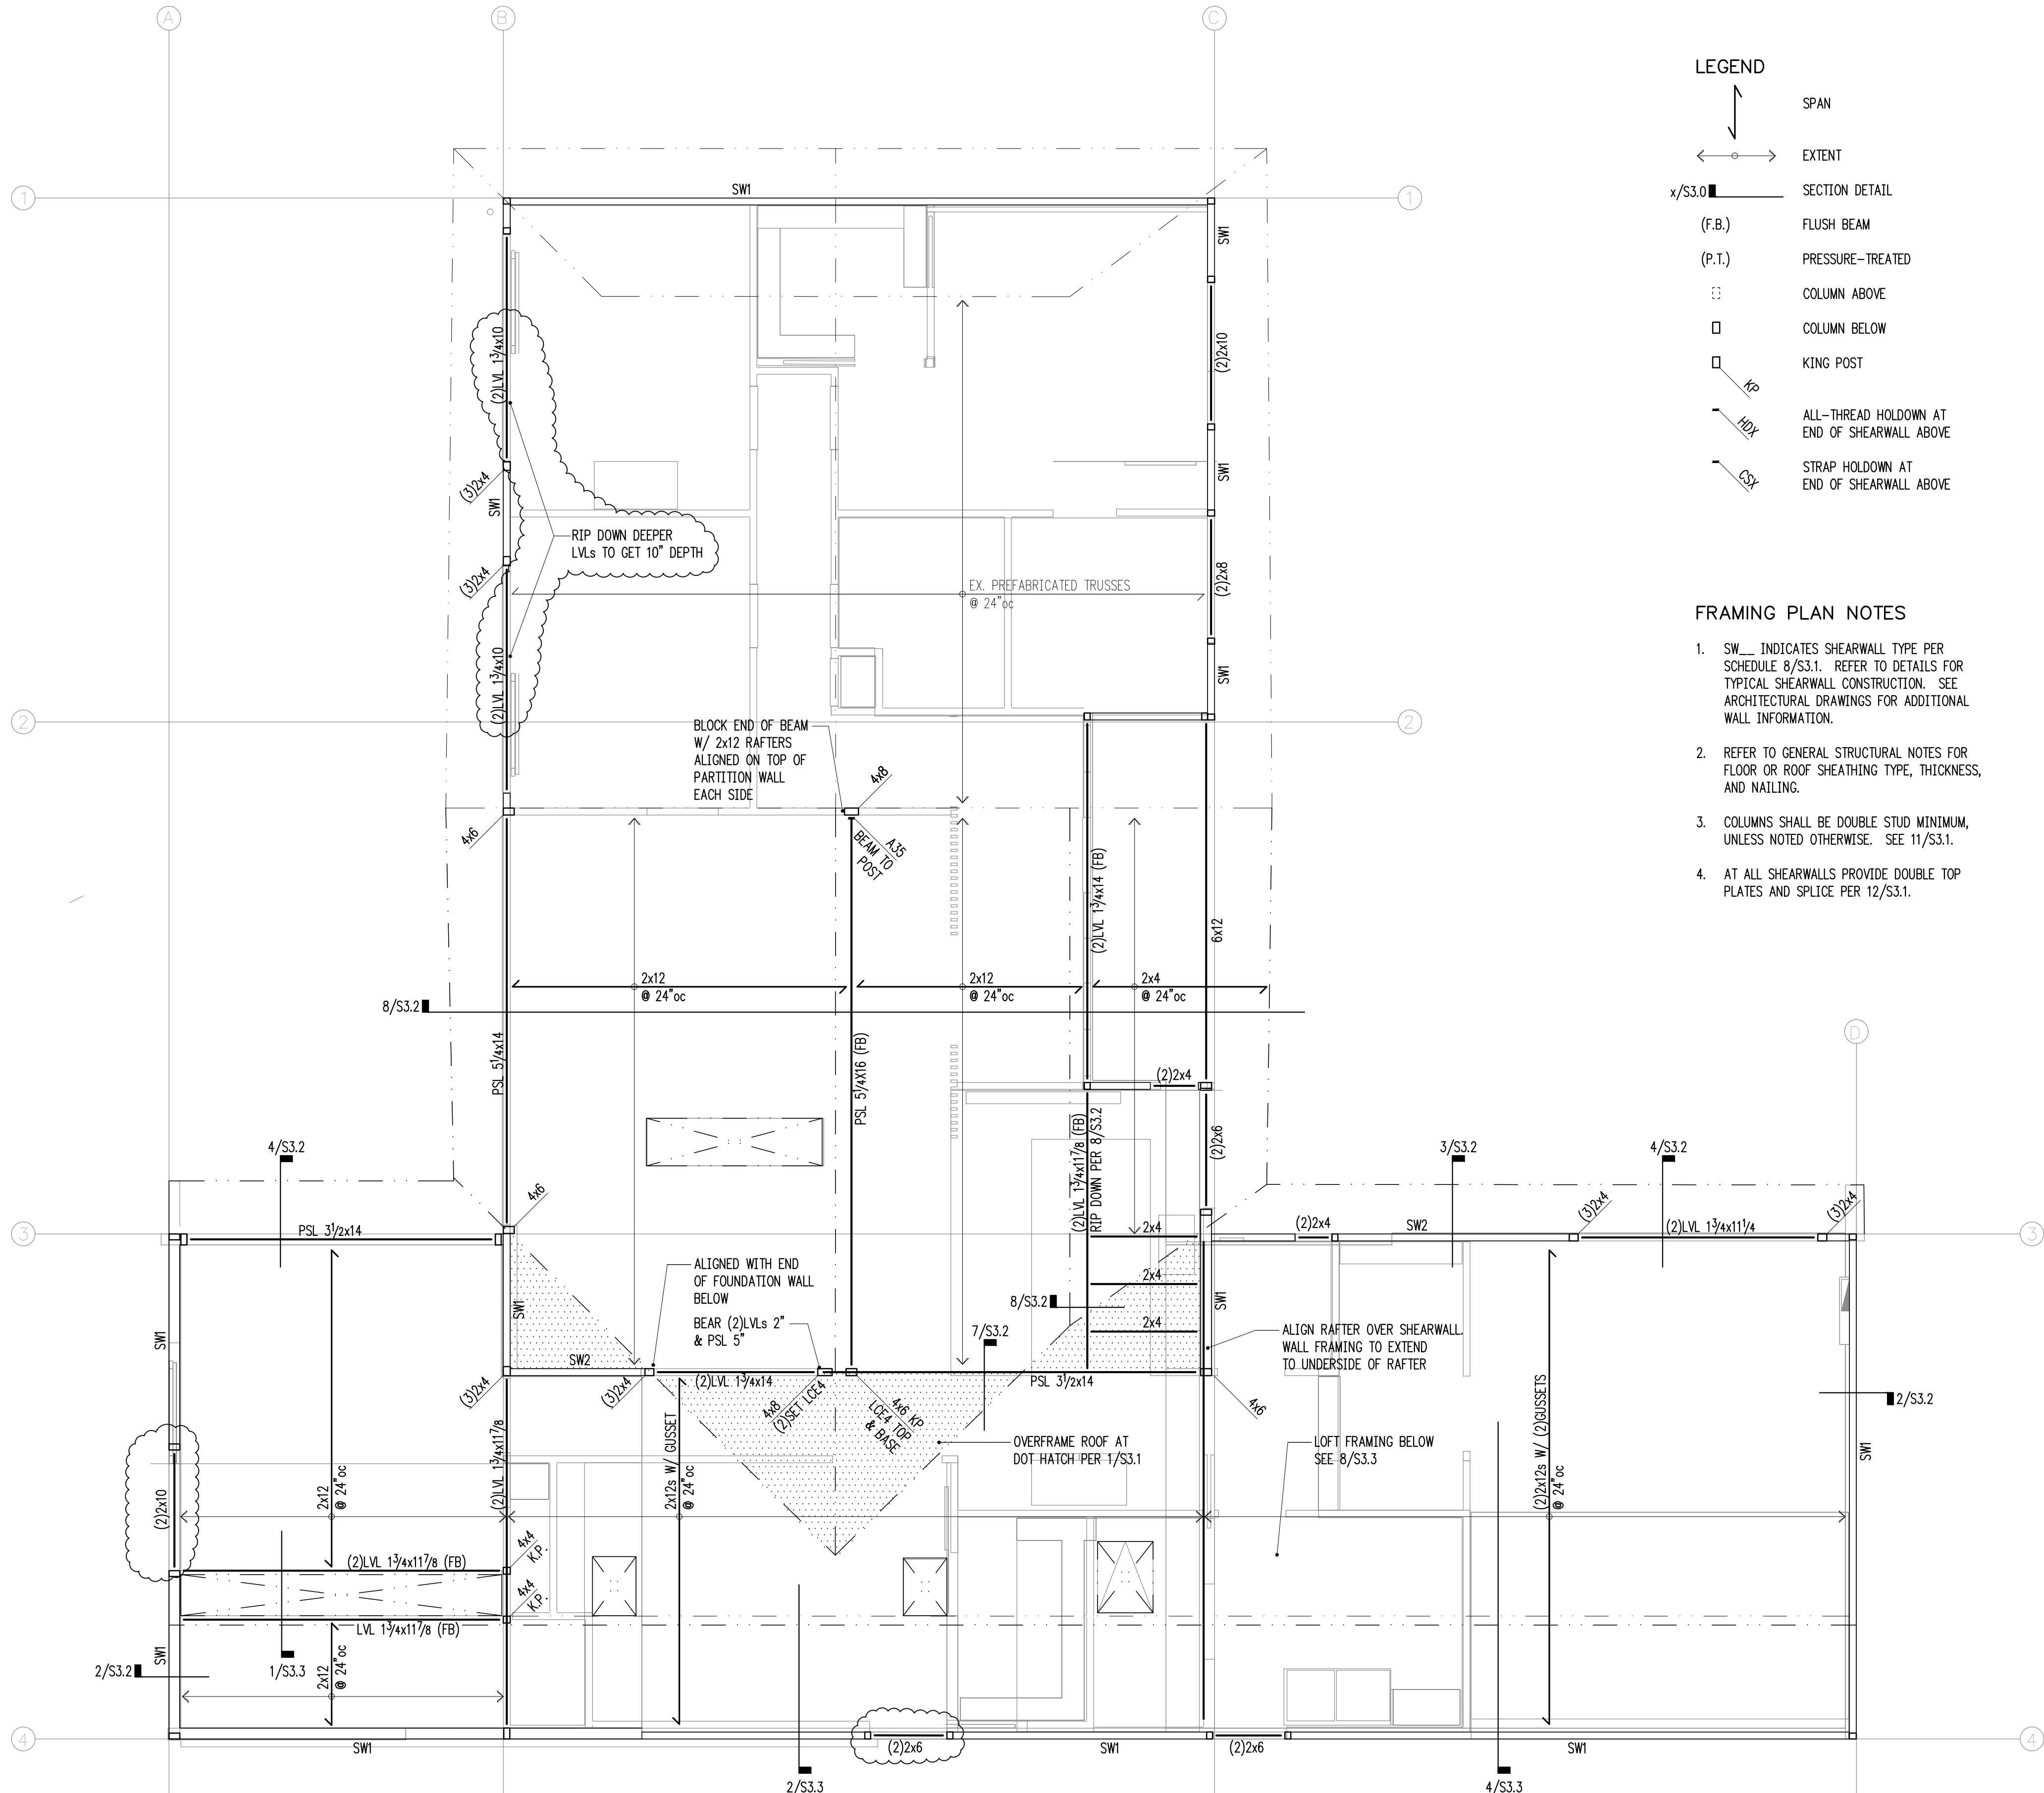 A
B
C
LEGEND
SPAN
EXTENT
x/S3.0
SECTION DETAIL
(F.B.)
FLUSH BEAM
(P.T.)
PRESSURE-TREATED
COLUMN ABOVE
COLUMN BELOW
KING POST
KP
HDX
ALL-THREAD HOLDOWN AT
END OF SHEARWALL ABOVE
CSX
STRAP HOLDOWN AT
END OF SHEARWALL ABOVE
FRAMING PLAN NOTES
1. SW__ INDICATES SHEARWALL TYPE PER
SCHEDULE 8/S3.1. REFER TO DETAILS FOR
TYPICAL SHEARWALL CONSTRUCTION. SEE
ARCHITECTURAL DRAWINGS FOR ADDITIONAL
WALL INFORMATION.
2. REFER TO GENERAL STRUCTURAL NOTES FOR
FLOOR OR ROOF SHEATHING TYPE, THICKNESS,
AND NAILING.
3. COLUMNS SHALL BE DOUBLE STUD MINIMUM,
UNLESS NOTED OTHERWISE. SEE 11/S3.1.
4. AT ALL SHEARWALLS PROVIDE DOUBLE TOP
PLATES AND SPLICE PER 12/S3.1.
1
SW1
1
SW1
(2)LVL 1¾x10
(2)2x10
(3)2x4
SW1
SW1
RIP DOWN DEEPER
LVLs TO GET 10" DEPTH
(3)2x4
EX. PREFABRICATED TRUSSES
@ 24"oc
(2)2x8
(2)LVL 1¾x10
SW1
2
2
BLOCK END OF BEAM
W/ 2x12 RAFTERS
ALIGNED ON TOP OF
PARTITION WALL
EACH SIDE
4x8
4x6
A35
BEAM TO
POST
(2)LVL 1¾x14 (FB)
6x12
2x12
@ 24"oc
2x12
@ 24"oc
2x4
@ 24"oc
8/S3.2
PSL 5¼x14
PSL 5¼X16 (FB)
D
(2)2x4
(2)LVL 1¾x11⅞ (FB)
RIP DOWN PER 8/S3.2
(2)2x6
4/S3.2
3/S3.2
4/S3.2
4x6
3
PSL 3½x14
2x4
(2)2x4
SW2
(3)2x4
(2)LVL 1¾x11¼
(3)2x4
3
ALIGNED WITH END
OF FOUNDATION WALL
BELOW
BEAR (2)LVLs 2"
& PSL 5"
2x4
8/S3.2
SW1
SW1
SW1
2x4
7/S3.2
ALIGN RAFTER OVER SHEARWALL.
WALL FRAMING TO EXTEND
TO UNDERSIDE OF RAFTER
SW2
(3)2x4
(3)2x4
(2)LVL 1¾x14
4x8
(2)SET LCE4
4x6 KP
LCE4 TOP
& BASE
PSL 3½x14
4x6
2/S3.2
OVERFRAME ROOF AT
DOT HATCH PER 1/S3.1
LOFT FRAMING BELOW
SEE 8/S3.3
(2)2x10
2x12
@ 24"oc
(2)LVL 1¾x11⅞
2x12s W/ GUSSET
@ 24"oc
(2)2x12s W/ (2)GUSSETS
@ 24"oc
SW1
4x4
K.P.
(2)LVL 1¾x11⅞ (FB)
4x4
K.P.
LVL 1¾x11⅞ (FB)
SW1
2/S3.2
1/S3.3
2x12
@ 24"oc
4
SW1
(2)2x6
SW1
(2)2x6
SW1
4
2/S3.3
4/S3.3